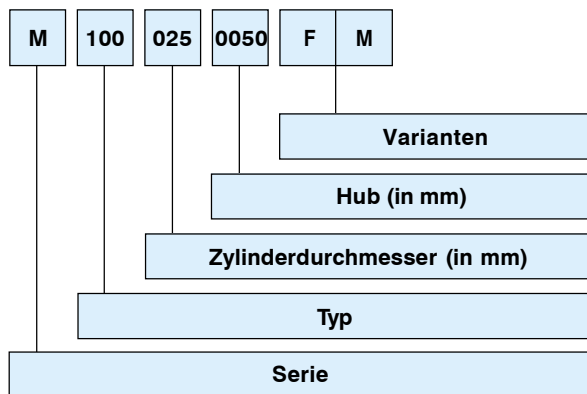 M 100 025 0050 F M
Varianten
Hub (in mm)
Zylinderdurchmesser (in mm)
Typ
Serie